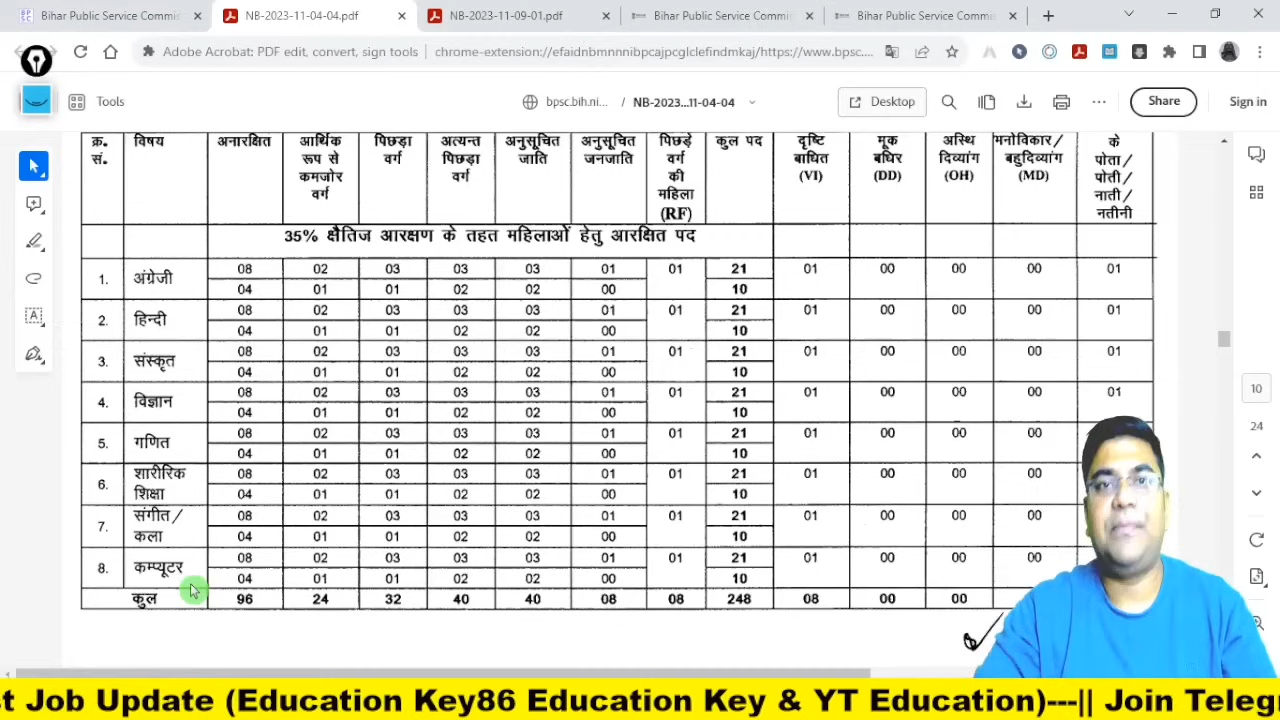 Bihar Public Service Commis
NB-2023-11-04-04.pdf
NB-2023-11-09-01.pdf
Bihar Public Service Commis
Bihar Public Service Commis
Adobe Acrobat: PDF edit, convert, sign tools
chrome-extension://efaidnbmnnnibpcajpcglclefindmkaj/https://www.bpsc....
Tools
bpsc.bih.ni... / NB-2023...11-04-04
Desktop
Share
Sign in
क्र. सं. विषय अनारक्षित आर्थिक रूप से कमजोर वर्ग पिछड़ा वर्ग अत्यन्त पिछड़ा वर्ग अनुसूचित जाति अनुसूचित जनजाति पिछड़े वर्ग की महिला (RF) कुल पद दृष्टि बाधित (VI) मूक बधिर (DD) अस्थि दिव्यांग (OH) मनोविकार/ बहुदिव्यांग (MD) के पोता/ पोती/ नाती/ नतीनी
35% क्षैतिज आरक्षण के तहत महिलाओं हेतु आरक्षित पद
1. अंग्रेजी 08 02 03 03 03 01 01 21 01 00 00 00 01
04 01 01 02 02 00 10
2. हिन्दी 08 02 03 03 03 01 01 21 01 00 00 00 01
04 01 01 02 02 00 10
3. संस्कृत 08 02 03 03 03 01 01 21 01 00 00 00 01
04 01 01 02 02 00 10
4. विज्ञान 08 02 03 03 03 01 01 21 01 00 00 00 01
04 01 01 02 02 00 10
5. गणित 08 02 03 03 03 01 01 21 01 00 00 00
04 01 01 02 02 00 10
6. शारीरिक शिक्षा 08 02 03 03 03 01 01 21 01 00 00 00
04 01 01 02 02 00 10
7. संगीत/ कला 08 02 03 03 03 01 01 21 01 00 00 00
04 01 01 02 02 00 10
8. कम्प्यूटर 08 02 03 03 03 01 01 21 01 00 00 00
04 01 01 02 02 00 10
कुल 96 24 32 40 40 08 08 248 08 00 00
10
24
st Job Update (Education Key86 Education Key & YT Education)---|| Join Teleg